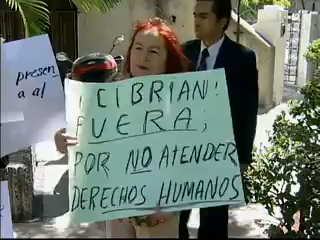 presen
a al
¡CIBRIAN!
FUERA;
POR NO ATENDER
DERECHOS HUMANOS